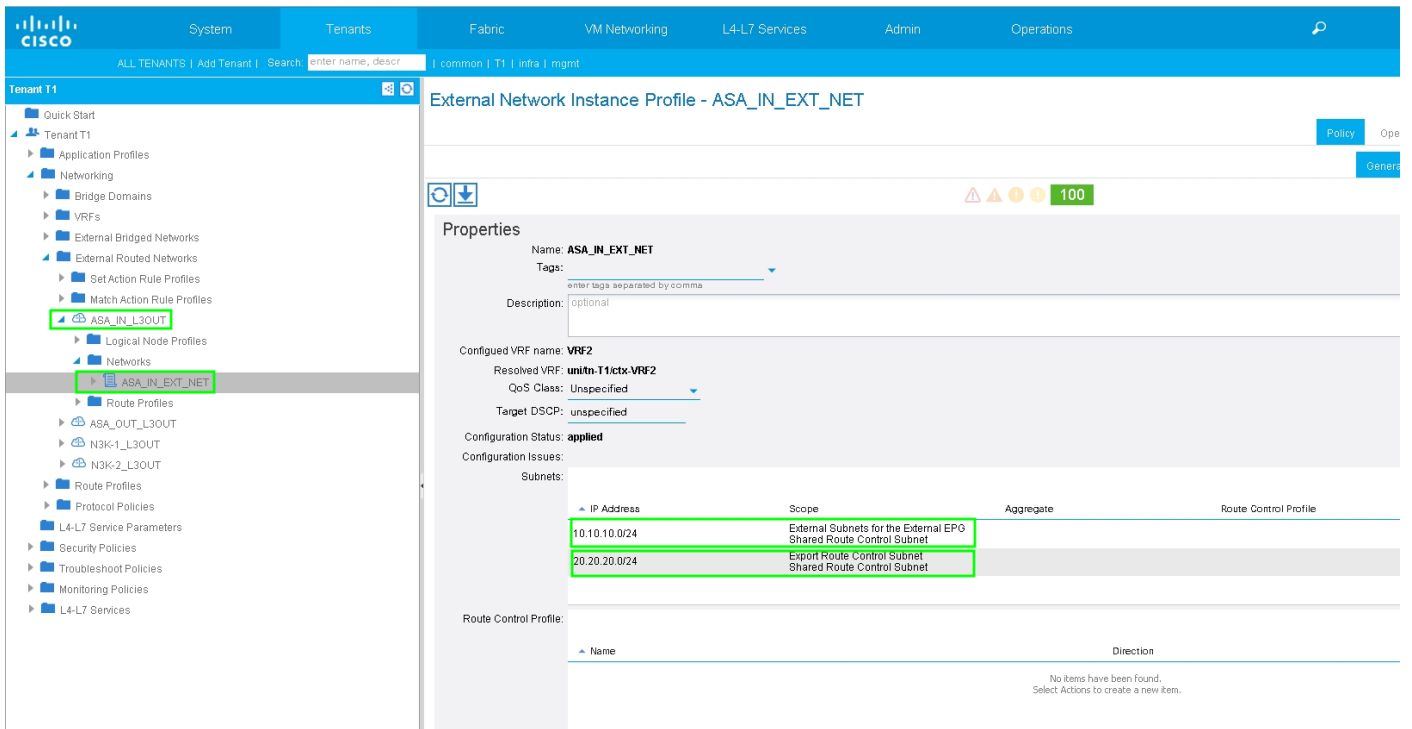 CISCO
System Tenants Fabric VM Networking L4-L7 Services Admin Operations
ALL TENANTS | Add Tenant | Search: enter name, descr | common | T1 | infra | mgmt
Tenant T1
Quick Start
Tenant T1
Application Profiles
Networking
Bridge Domains
VRFs
External Bridged Networks
External Routed Networks
Set Action Rule Profiles
Match Action Rule Profiles
ASA_IN_L3OUT
Logical Node Profiles
Networks
ASA_IN_EXT_NET
Route Profiles
ASA_OUT_L3OUT
N3K-1_L3OUT
N3K-2_L3OUT
Route Profiles
Protocol Policies
L4-L7 Service Parameters
Security Policies
Troubleshoot Policies
Monitoring Policies
L4-L7 Services
External Network Instance Profile - ASA_IN_EXT_NET
Policy Ope
Genera
100
Properties
Name: ASA_IN_EXT_NET
Tags:
enter tags separated by comma
Description: optional
Configued VRF name: VRF2
Resolved VRF: uni/tn-T1/ctx-VRF2
QoS Class: Unspecified
Target DSCP: unspecified
Configuration Status: applied
Configuration Issues:
Subnets:
IP Address Scope Aggregate Route Control Profile
10.10.10.0/24 External Subnets for the External EPG
Shared Route Control Subnet
20.20.20.0/24 Export Route Control Subnet
Shared Route Control Subnet
Route Control Profile:
Name Direction
No items have been found.
Select Actions to create a new item.